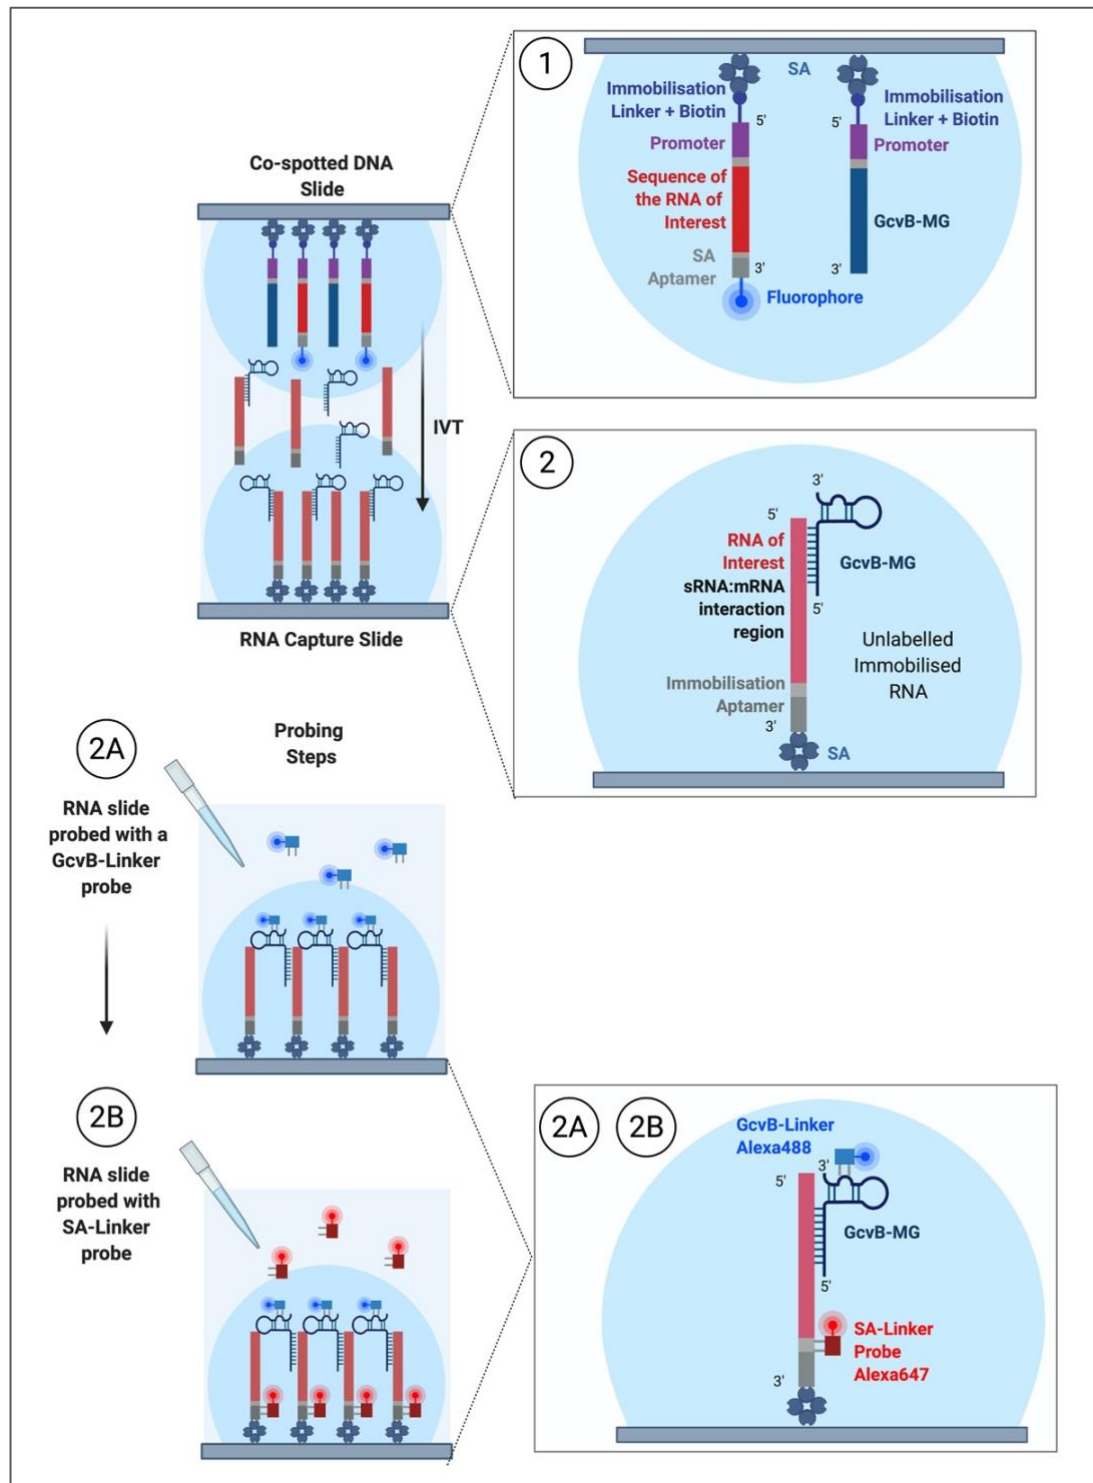 Co-spotted DNA
Slide
IVT
RNA Capture Slide
1
SA
Immobilisation
Linker + Biotin
5'
Promoter
Sequence of
the RNA of
Interest
SA
Aptamer
3'
Fluorophore
Immobilisation
Linker + Biotin
5'
Promoter
GcvB-MG
3'
2
3'
5'
RNA of
Interest
sRNA:mRNA
interaction
region
GcvB-MG
5'
Unlabelled
Immobilised
RNA
Immobilisation
Aptamer
3'
SA
Probing
Steps
2A
RNA slide
probed with a
GcvB-Linker
probe
2B
RNA slide
probed with
SA-Linker
probe
2A 2B
GcvB-Linker
Alexa488
3'
5'
GcvB-MG
5'
SA-Linker
Probe
Alexa647
3'